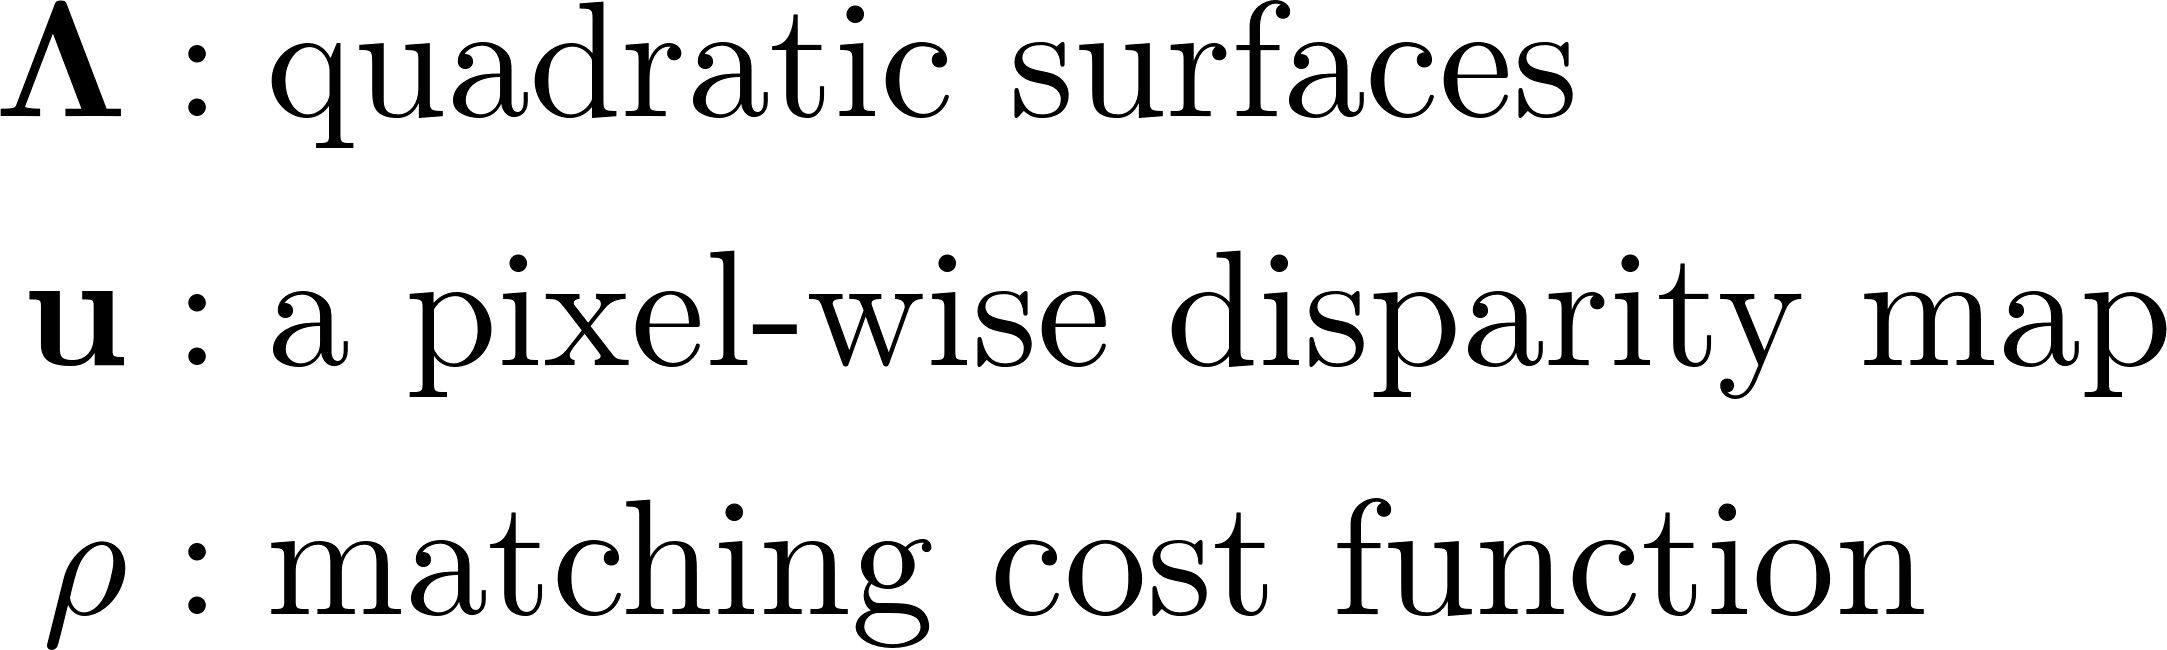 Λ : quadratic surfaces
u : a pixel-wise disparity map
ρ : matching cost function